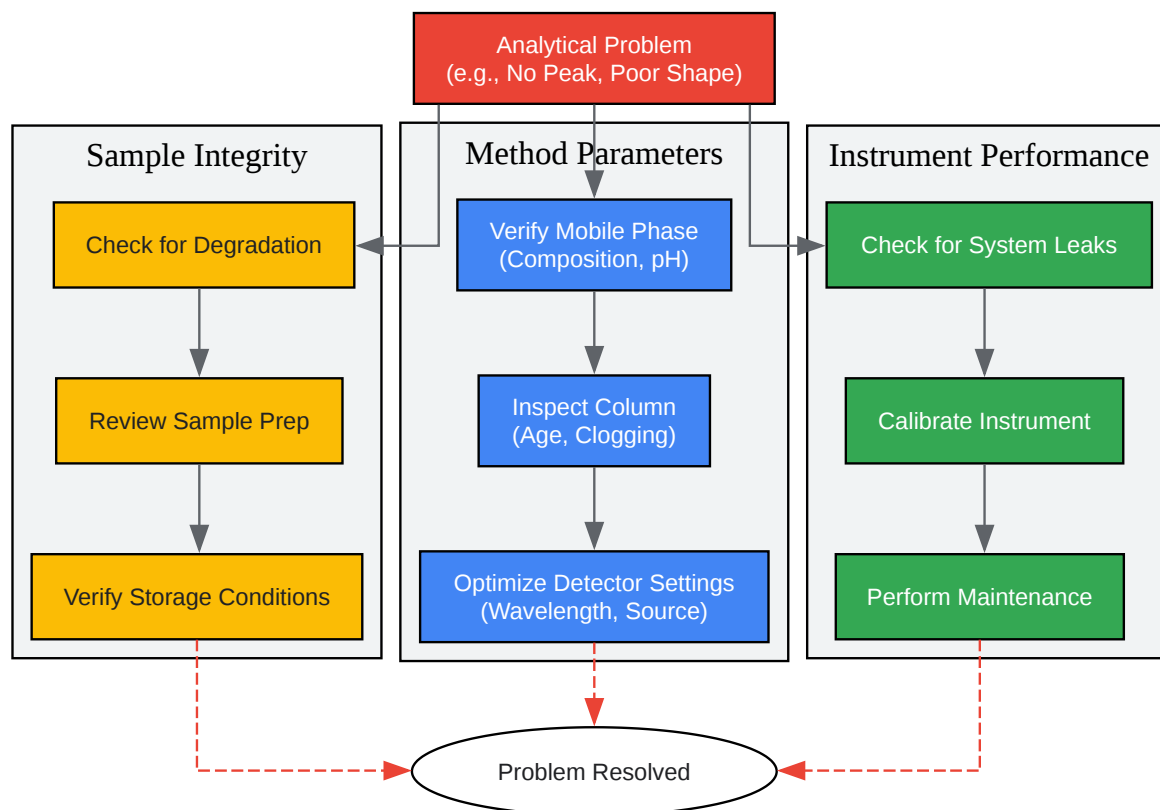 Analytical Problem
(e.g., No Peak, Poor Shape)
Sample Integrity
Check for Degradation
Review Sample Prep
Verify Storage Conditions
Method Parameters
Verify Mobile Phase
(Composition, pH)
Inspect Column
(Age, Clogging)
Optimize Detector Settings
(Wavelength, Source)
Instrument Performance
Check for System Leaks
Calibrate Instrument
Perform Maintenance
Problem Resolved